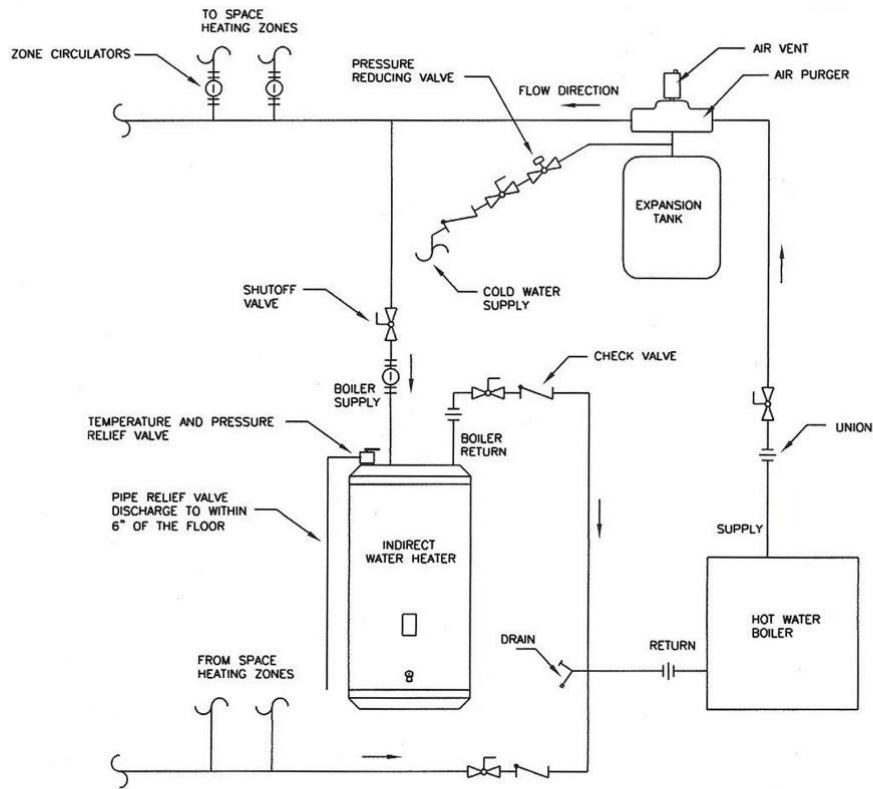 TO SPACE
HEATING ZONES
ZONE CIRCULATORS
PRESSURE
REDUCING VALVE
FLOW DIRECTION
AIR VENT
AIR PURGER
EXPANSION
TANK
COLD WATER
SUPPLY
SHUTOFF
VALVE
CHECK VALVE
BOILER
SUPPLY
TEMPERATURE AND PRESSURE
RELIEF VALVE
BOILER
RETURN
UNION
PIPE RELIEF VALVE
DISCHARGE TO WITHIN
6" OF THE FLOOR
SUPPLY
INDIRECT
WATER HEATER
HOT WATER
BOILER
DRAIN
RETURN
FROM SPACE
HEATING ZONES